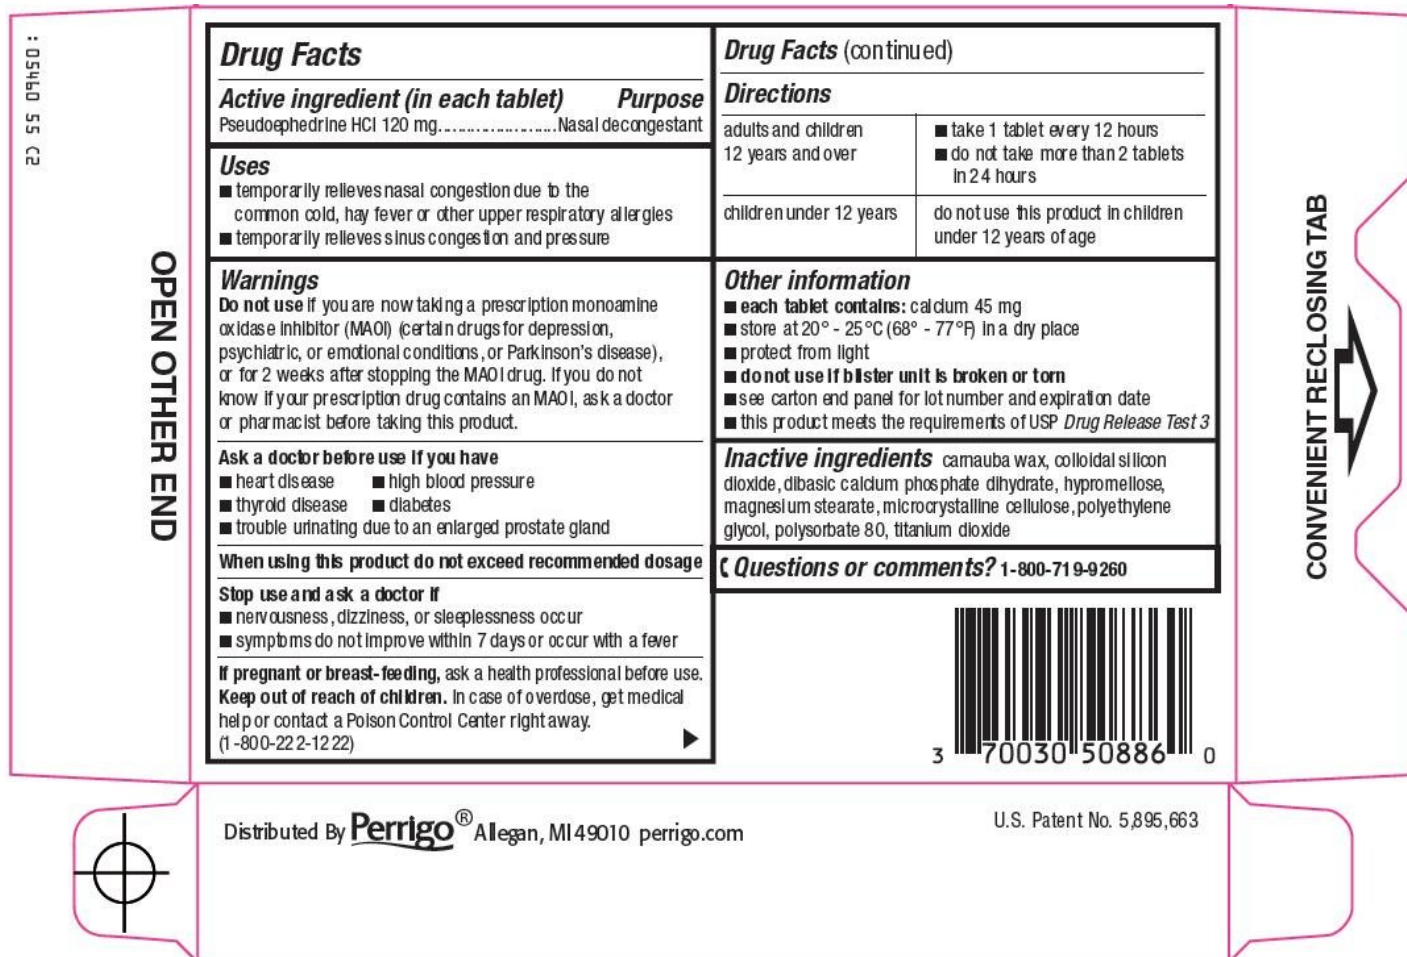 : 05460 55 C2
OPEN OTHER END
Drug Facts
Active ingredient (in each tablet) Purpose
Pseudoephedrine HCl 120 mg........................Nasal decongestant
Uses
■ temporarily relieves nasal congestion due to the
common cold, hay fever or other upper respiratory allergies
■ temporarily relieves sinus congestion and pressure
Warnings
Do not use if you are now taking a prescription monoamine
oxidase inhibitor (MAOI) (certain drugs for depression,
psychiatric, or emotional conditions, or Parkinson's disease),
or for 2 weeks after stopping the MAOI drug. If you do not
know if your prescription drug contains an MAOI, ask a doctor
or pharmacist before taking this product.
Ask a doctor before use if you have
■ heart disease ■ high blood pressure
■ thyroid disease ■ diabetes
■ trouble urinating due to an enlarged prostate gland
When using this product do not exceed recommended dosage
Stop use and ask a doctor if
■ nervousness, dizziness, or sleeplessness occur
■ symptoms do not improve within 7 days or occur with a fever
If pregnant or breast-feeding, ask a health professional before use.
Keep out of reach of children. In case of overdose, get medical
help or contact a Poison Control Center right away.
(1-800-222-1222)
Drug Facts (continued)
Directions
adults and children
12 years and over
■ take 1 tablet every 12 hours
■ do not take more than 2 tablets
in 24 hours
children under 12 years
do not use this product in children
under 12 years of age
Other information
■ each tablet contains: calcium 45 mg
■ store at 20° - 25°C (68° - 77°F) in a dry place
■ protect from light
■ do not use if blister unit is broken or torn
■ see carton end panel for lot number and expiration date
■ this product meets the requirements of USP Drug Release Test 3
Inactive ingredients carnauba wax, colloidal silicon
dioxide, dibasic calcium phosphate dihydrate, hypromellose,
magnesium stearate, microcrystalline cellulose, polyethylene
glycol, polysorbate 80, titanium dioxide
Questions or comments? 1-800-719-9260
3 70030 50886 0
CONVENIENT RECLOSING TAB
Distributed By Perrigo® Allegan, MI 49010 perrigo.com
U.S. Patent No. 5,895,663